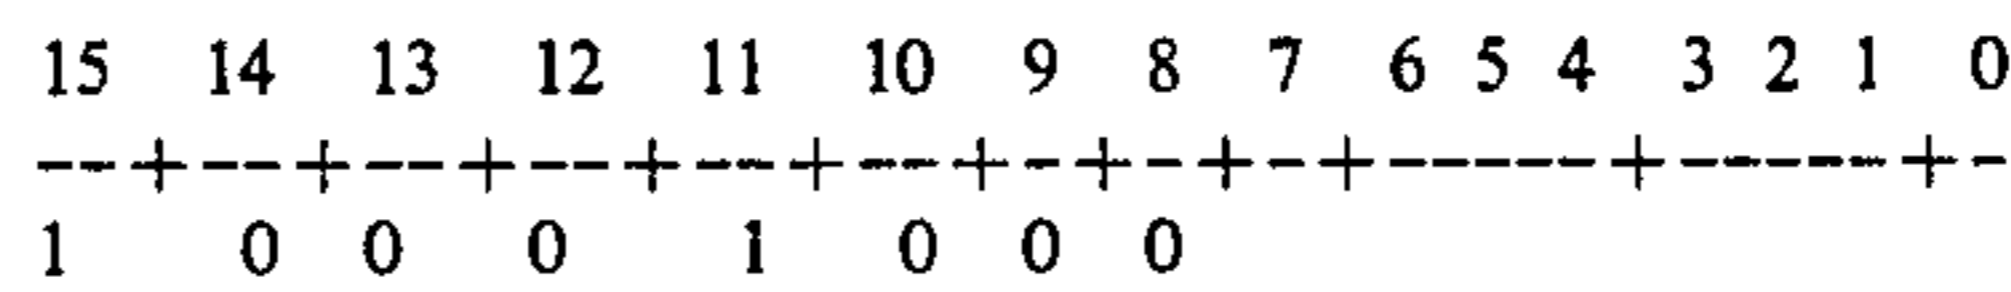 15 14 13 12 11 10 9 8 7 6 5 4 3 2 1 0
--+--+--+--+--+--+-+-+-+-----+-----+-
1 0 0 0 1 0 0 0